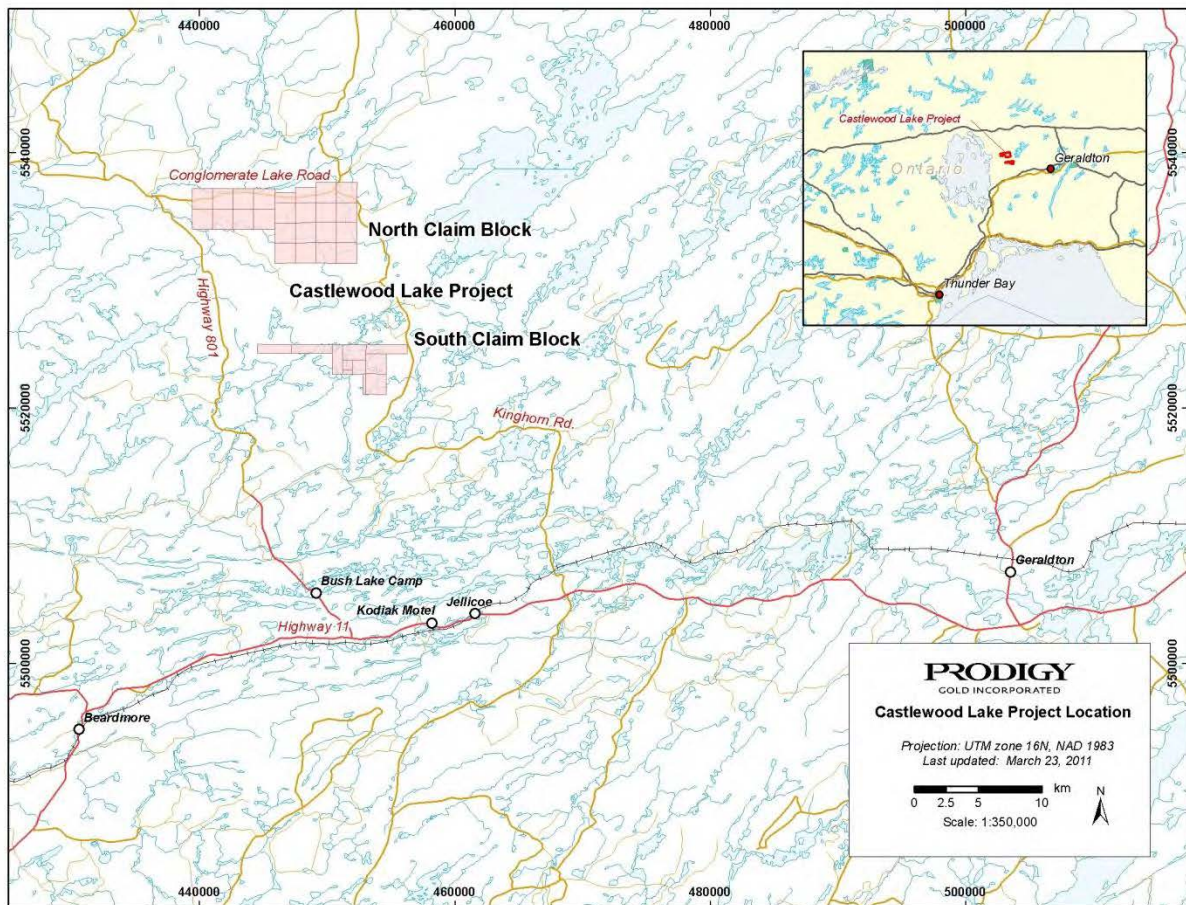 440000
460000
480000
500000
5540000
5540000
Castlewood Lake Project
Geraldton
Ontario
Thunder Bay
Conglomerate Lake Road
North Claim Block
Highway 801
Castlewood Lake Project
South Claim Block
5520000
5520000
Kinghorn Rd.
Geraldton
Bush Lake Camp
Jellicoe
Kodiak Motel
Highway 11
5500000
5500000
Beardmore
PRODIGY
GOLD INCORPORATED
Castlewood Lake Project Location
Projection: UTM zone 16N, NAD 1983
Last updated: March 23, 2011
km
N
0 2.5 5 10
Scale: 1:350,000
440000
460000
480000
500000